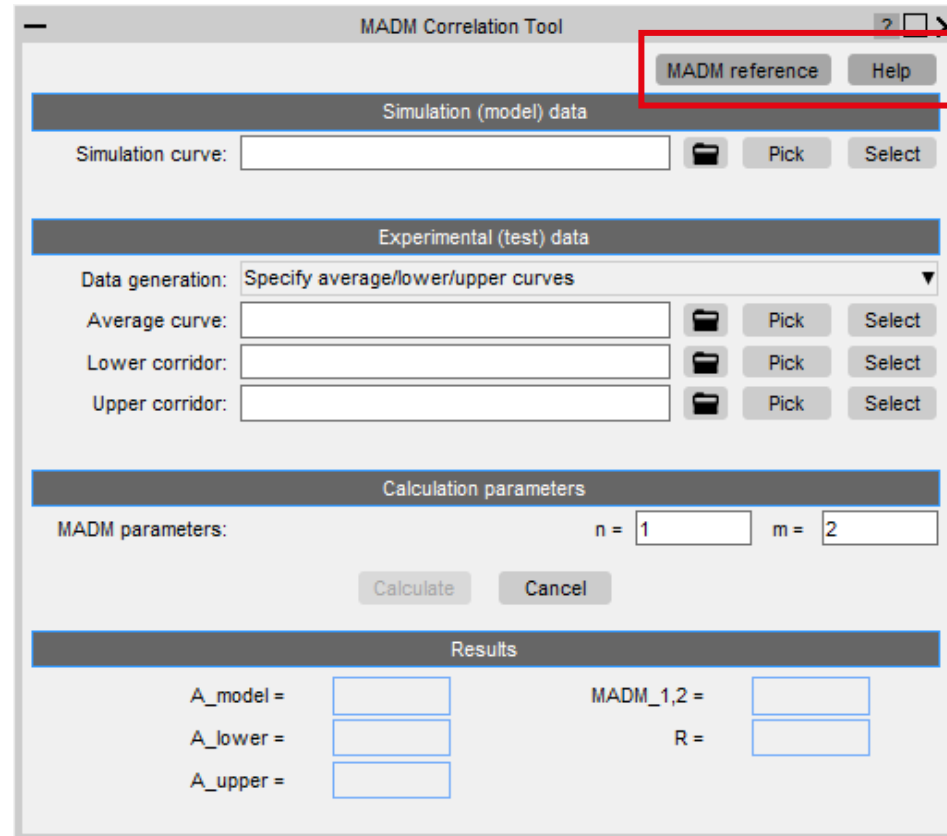 MADM Correlation Tool ?
MADM reference Help
Simulation (model) data
Simulation curve: Pick Select
Experimental (test) data
Data generation: Specify average/lower/upper curves
Average curve: Pick Select
Lower corridor: Pick Select
Upper corridor: Pick Select
Calculation parameters
MADM parameters: n = 1 m = 2
Calculate Cancel
Results
A_model = MADM_1,2 =
A_lower = R =
A_upper =